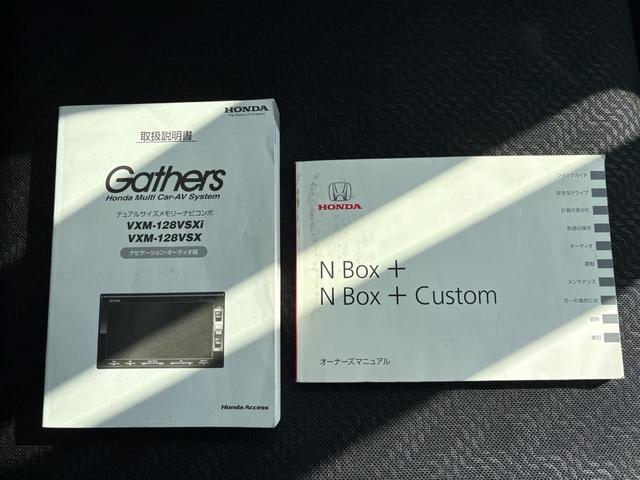 HONDA
The Power of Dreams
取扱説明書
Gathers
Honda Multi Car-AV System
デュアルサイズメモリーナビコンポ
VXM-128VSXi
VXM-128VSX
ナビゲーション・オーディオ編
Gathers
Honda Access
HONDA
N Box +
N Box + Custom
オーナーズマニュアル
クイックガイド
安全なドライブ
計器の見かた
各部の操作
オーディオ
運転
メンテナンス
万一の場合には
資料
索引